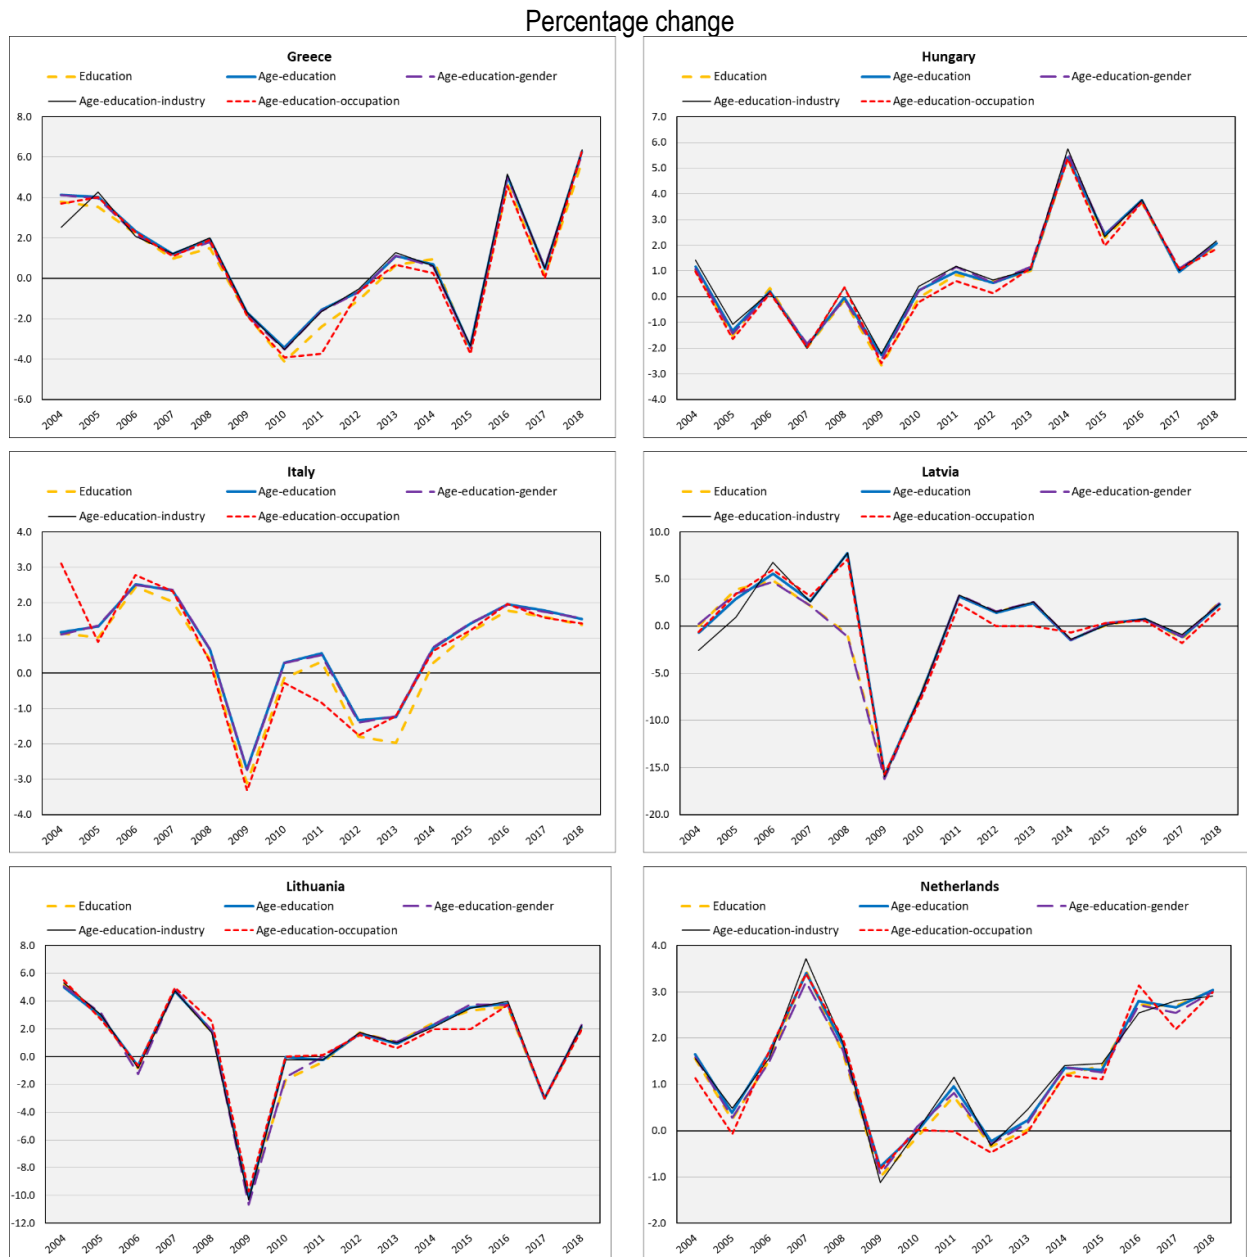 Percentage change
Greece
Education Age-education Age-education-gender
Age-education-industry Age-education-occupation
8.0
6.0
4.0
2.0
0.0
-2.0
-4.0
-6.0
2004 2005 2006 2007 2008 2009 2010 2011 2012 2013 2014 2015 2016 2017 2018
Hungary
Education Age-education Age-education-gender
Age-education-industry Age-education-occupation
7.0
6.0
5.0
4.0
3.0
2.0
1.0
0.0
-1.0
-2.0
-3.0
-4.0
2004 2005 2006 2007 2008 2009 2010 2011 2012 2013 2014 2015 2016 2017 2018
Italy
Education Age-education Age-education-gender
Age-education-industry Age-education-occupation
4.0
3.0
2.0
1.0
0.0
-1.0
-2.0
-3.0
-4.0
2004 2005 2006 2007 2008 2009 2010 2011 2012 2013 2014 2015 2016 2017 2018
Latvia
Education Age-education Age-education-gender
Age-education-industry Age-education-occupation
10.0
5.0
0.0
-5.0
-10.0
-15.0
-20.0
2004 2005 2006 2007 2008 2009 2010 2011 2012 2013 2014 2015 2016 2017 2018
Lithuania
Education Age-education Age-education-gender
Age-education-industry Age-education-occupation
8.0
6.0
4.0
2.0
0.0
-2.0
-4.0
-6.0
-8.0
-10.0
-12.0
2004 2005 2006 2007 2008 2009 2010 2011 2012 2013 2014 2015 2016 2017 2018
Netherlands
Education Age-education Age-education-gender
Age-education-industry Age-education-occupation
4.0
3.0
2.0
1.0
0.0
-1.0
-2.0
2004 2005 2006 2007 2008 2009 2010 2011 2012 2013 2014 2015 2016 2017 2018